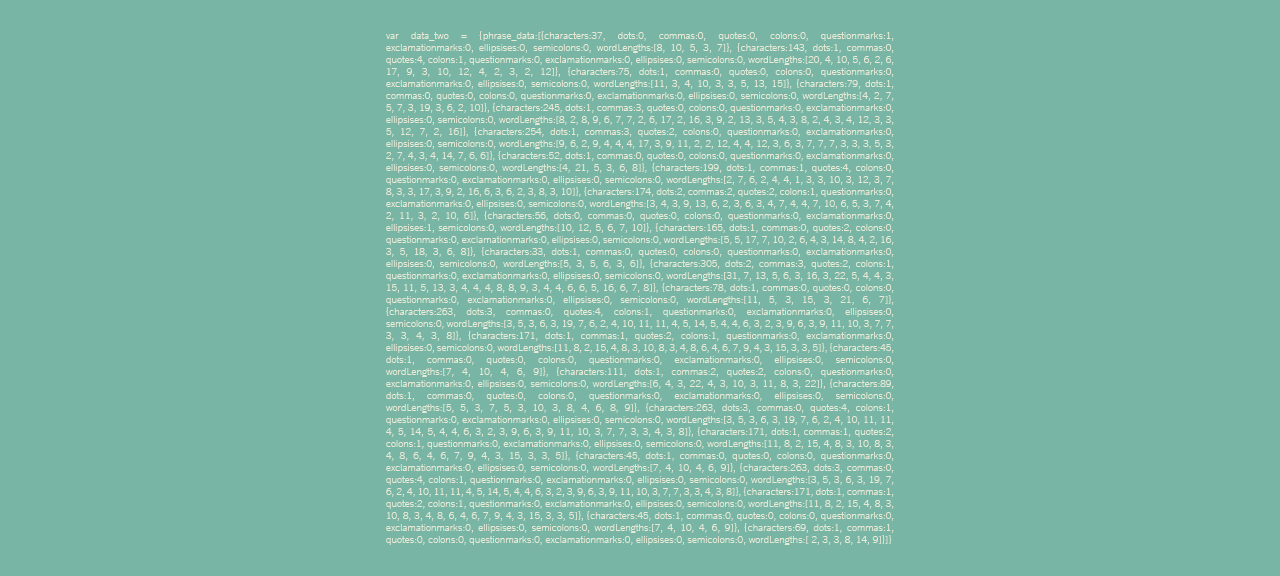 var data_two = {phrase_data:[{characters:37, dots:0, commas:0, quotes:0, colons:0, questionmarks:1,
exclamationmarks:0, ellipsises:0, semicolons:0, wordLengths:[8, 10, 5, 3, 7]}, {characters:143, dots:1, commas:0,
quotes:4, colons:1, questionmarks:0, exclamationmarks:0, ellipsises:0, semicolons:0, wordLengths:[20, 4, 10, 5, 6, 2, 6,
17, 9, 3, 10, 12, 4, 2, 3, 2, 12]}, {characters:75, dots:1, commas:0, quotes:0, colons:0, questionmarks:0,
exclamationmarks:0, ellipsises:0, semicolons:0, wordLengths:[11, 3, 4, 10, 3, 3, 5, 13, 15]}, {characters:79, dots:1,
commas:0, quotes:0, colons:0, questionmarks:0, exclamationmarks:0, ellipsises:0, semicolons:0, wordLengths:[4, 2, 7,
5, 7, 3, 19, 3, 6, 2, 10]}, {characters:245, dots:1, commas:3, quotes:0, colons:0, questionmarks:0, exclamationmarks:0,
ellipsises:0, semicolons:0, wordLengths:[8, 2, 8, 9, 6, 7, 7, 2, 6, 17, 2, 16, 3, 9, 2, 13, 3, 5, 4, 3, 8, 2, 4, 3, 4, 12, 3, 3,
5, 12, 7, 2, 16]}, {characters:254, dots:1, commas:3, quotes:2, colons:0, questionmarks:0, exclamationmarks:0,
ellipsises:0, semicolons:0, wordLengths:[9, 6, 2, 9, 4, 4, 4, 17, 3, 9, 11, 2, 2, 12, 4, 4, 12, 3, 6, 3, 7, 7, 7, 3, 3, 3, 5, 3,
2, 7, 4, 3, 4, 14, 7, 6, 6]}, {characters:52, dots:1, commas:0, quotes:0, colons:0, questionmarks:0, exclamationmarks:0,
ellipsises:0, semicolons:0, wordLengths:[4, 21, 5, 3, 6, 8]}, {characters:199, dots:1, commas:1, quotes:4, colons:0,
questionmarks:0, exclamationmarks:0, ellipsises:0, semicolons:0, wordLengths:[2, 7, 6, 2, 4, 4, 1, 3, 3, 10, 3, 12, 3, 7,
8, 3, 3, 17, 3, 9, 2, 16, 6, 3, 6, 2, 3, 8, 3, 10]}, {characters:174, dots:2, commas:2, quotes:2, colons:1, questionmarks:0,
exclamationmarks:0, ellipsises:0, semicolons:0, wordLengths:[3, 4, 3, 9, 13, 6, 2, 3, 6, 3, 4, 7, 4, 4, 7, 10, 6, 5, 3, 7, 4,
2, 11, 3, 2, 10, 6]}, {characters:56, dots:0, commas:0, quotes:0, colons:0, questionmarks:0, exclamationmarks:0,
ellipsises:1, semicolons:0, wordLengths:[10, 12, 5, 6, 7, 10]}, {characters:165, dots:1, commas:0, quotes:2, colons:0,
questionmarks:0, exclamationmarks:0, ellipsises:0, semicolons:0, wordLengths:[5, 5, 17, 7, 10, 2, 6, 4, 3, 14, 8, 4, 2, 16,
3, 5, 18, 3, 6, 8]}, {characters:33, dots:1, commas:0, quotes:0, colons:0, questionmarks:0, exclamationmarks:0,
ellipsises:0, semicolons:0, wordLengths:[5, 3, 5, 6, 3, 6]}, {characters:305, dots:2, commas:3, quotes:2, colons:1,
questionmarks:0, exclamationmarks:0, ellipsises:0, semicolons:0, wordLengths:[31, 7, 13, 5, 6, 3, 16, 3, 22, 5, 4, 4, 3,
15, 11, 5, 13, 3, 4, 4, 4, 8, 8, 9, 3, 4, 4, 6, 6, 5, 16, 6, 7, 8]}, {characters:78, dots:1, commas:0, quotes:0, colons:0,
questionmarks:0, exclamationmarks:0, ellipsises:0, semicolons:0, wordLengths:[11, 5, 3, 15, 3, 21, 6, 7]},
{characters:263, dots:3, commas:0, quotes:4, colons:1, questionmarks:0, exclamationmarks:0, ellipsises:0,
semicolons:0, wordLengths:[3, 5, 3, 6, 3, 19, 7, 6, 2, 4, 10, 11, 11, 4, 5, 14, 5, 4, 4, 6, 3, 2, 3, 9, 6, 3, 9, 11, 10, 3, 7, 7,
3, 3, 4, 3, 8]}, {characters:171, dots:1, commas:1, quotes:2, colons:1, questionmarks:0, exclamationmarks:0,
ellipsises:0, semicolons:0, wordLengths:[11, 8, 2, 15, 4, 8, 3, 10, 8, 3, 4, 8, 6, 4, 6, 7, 9, 4, 3, 15, 3, 3, 5]}, {characters:45,
dots:1, commas:0, quotes:0, colons:0, questionmarks:0, exclamationmarks:0, ellipsises:0, semicolons:0,
wordLengths:[7, 4, 10, 4, 6, 9]}, {characters:111, dots:1, commas:2, quotes:2, colons:0, questionmarks:0,
exclamationmarks:0, ellipsises:0, semicolons:0, wordLengths:[6, 4, 3, 22, 4, 3, 10, 3, 11, 8, 3, 22]}, {characters:89,
dots:1, commas:0, quotes:0, colons:0, questionmarks:0, exclamationmarks:0, ellipsises:0, semicolons:0,
wordLengths:[5, 5, 3, 7, 5, 3, 10, 3, 8, 4, 6, 8, 9]}, {characters:263, dots:3, commas:0, quotes:4, colons:1,
questionmarks:0, exclamationmarks:0, ellipsises:0, semicolons:0, wordLengths:[3, 5, 3, 6, 3, 19, 7, 6, 2, 4, 10, 11, 11,
4, 5, 14, 5, 4, 4, 6, 3, 2, 3, 9, 6, 3, 9, 11, 10, 3, 7, 7, 3, 3, 4, 3, 8]}, {characters:171, dots:1, commas:1, quotes:2,
colons:1, questionmarks:0, exclamationmarks:0, ellipsises:0, semicolons:0, wordLengths:[11, 8, 2, 15, 4, 8, 3, 10, 8, 3,
4, 8, 6, 4, 6, 7, 9, 4, 3, 15, 3, 3, 5]}, {characters:45, dots:1, commas:0, quotes:0, colons:0, questionmarks:0,
exclamationmarks:0, ellipsises:0, semicolons:0, wordLengths:[7, 4, 10, 4, 6, 9]}, {characters:263, dots:3, commas:0,
quotes:4, colons:1, questionmarks:0, exclamationmarks:0, ellipsises:0, semicolons:0, wordLengths:[3, 5, 3, 6, 3, 19, 7,
6, 2, 4, 10, 11, 11, 4, 5, 14, 5, 4, 4, 6, 3, 2, 3, 9, 6, 3, 9, 11, 10, 3, 7, 7, 3, 3, 4, 3, 8]}, {characters:171, dots:1, commas:1,
quotes:2, colons:1, questionmarks:0, exclamationmarks:0, ellipsises:0, semicolons:0, wordLengths:[11, 8, 2, 15, 4, 8, 3,
10, 8, 3, 4, 8, 6, 4, 6, 7, 9, 4, 3, 15, 3, 3, 5]}, {characters:45, dots:1, commas:0, quotes:0, colons:0, questionmarks:0,
exclamationmarks:0, ellipsises:0, semicolons:0, wordLengths:[7, 4, 10, 4, 6, 9]}, {characters:69, dots:1, commas:1,
quotes:0, colons:0, questionmarks:0, exclamationmarks:0, ellipsises:0, semicolons:0, wordLengths:[ 2, 3, 3, 8, 14, 9]}]}